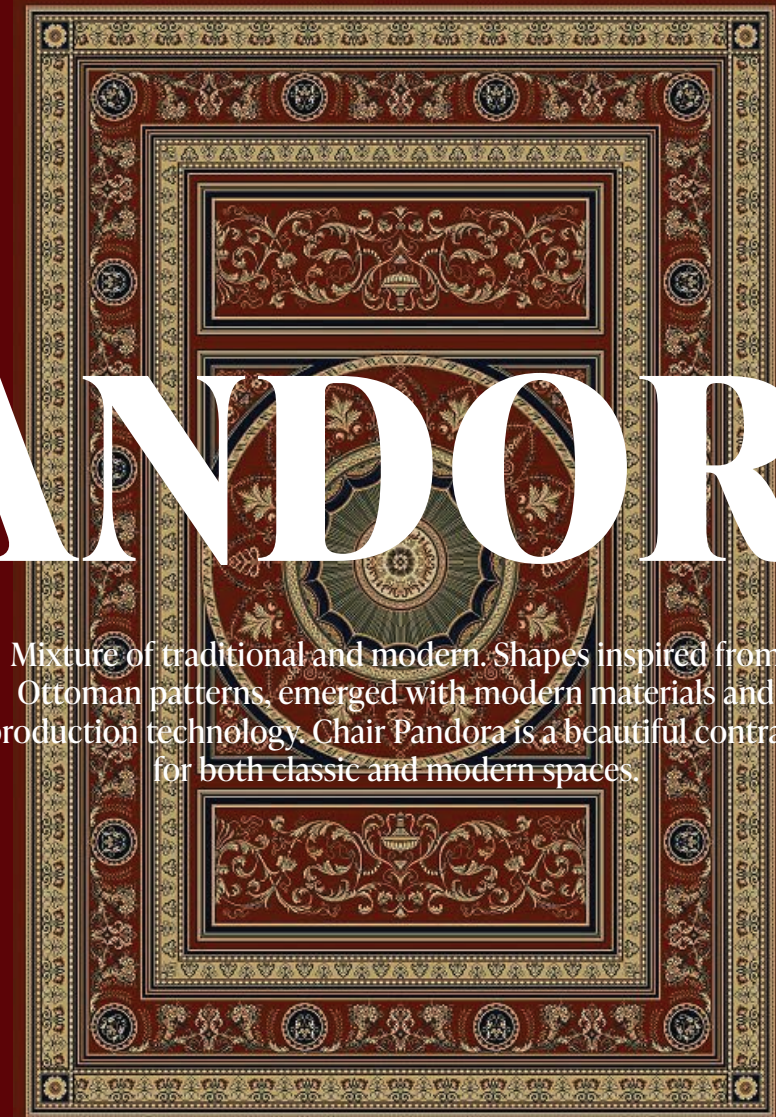 ANDOR
Mixture of traditional and modern. Shapes inspired from
Ottoman patterns, emerged with modern materials and
production technology. Chair Pandora is a beautiful contra
for both classic and modern spaces.